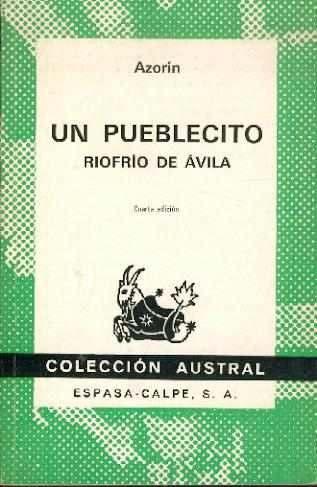 Azorín
UN PUEBLECITO
RIOFRÍO DE ÁVILA
Cuarta edición
COLECCIÓN AUSTRAL
ESPASA-CALPE, S. A.